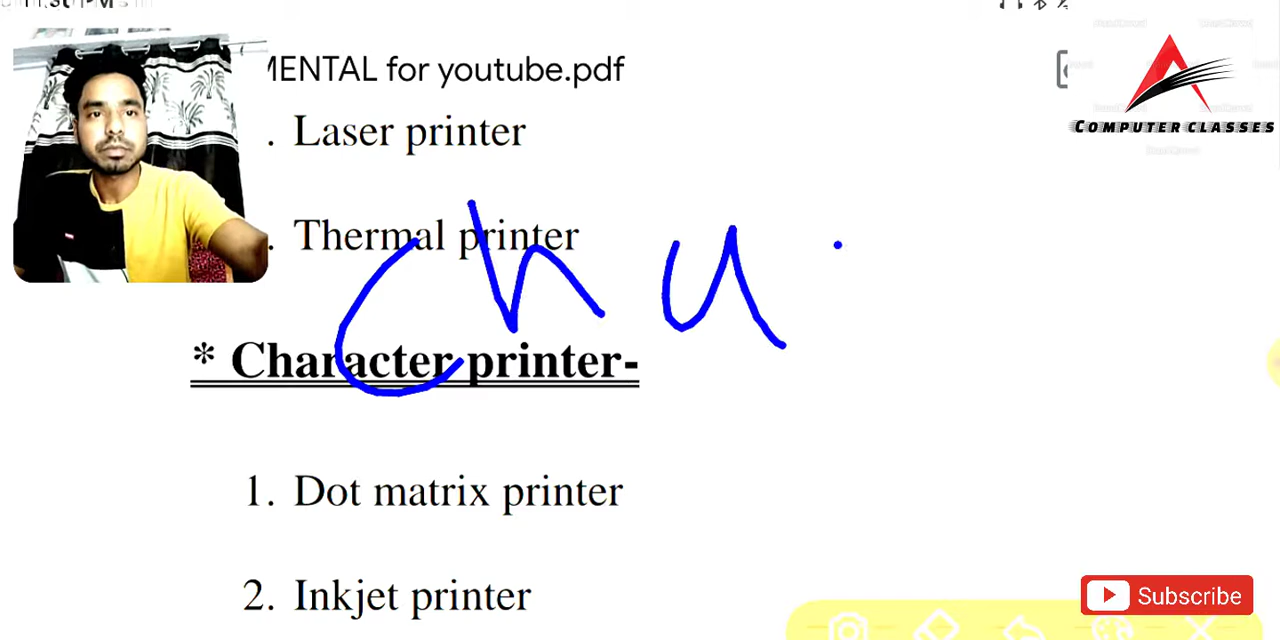 MENTAL for youtube.pdf
COMPUTER CLASSES
. Laser printer
. Thermal printer
Cha
* Character printer-
1. Dot matrix printer
2. Inkjet printer
Subscribe